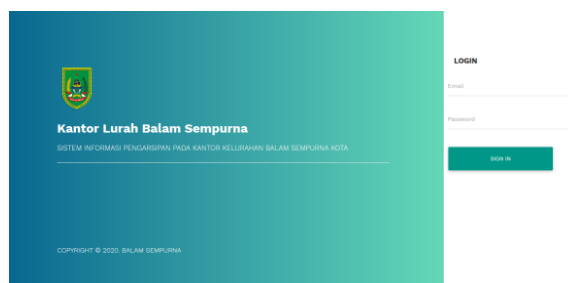 Kantor Lurah Balam Sempurna
SISTEM INFORMASI PENGARSIPAN PADA KANTOR KELURAHAN BALAM SEMPURNA KOTA
COPYRIGHT © 2020. BALAM SEMPURNA
LOGIN
Email
Password
SIGN IN